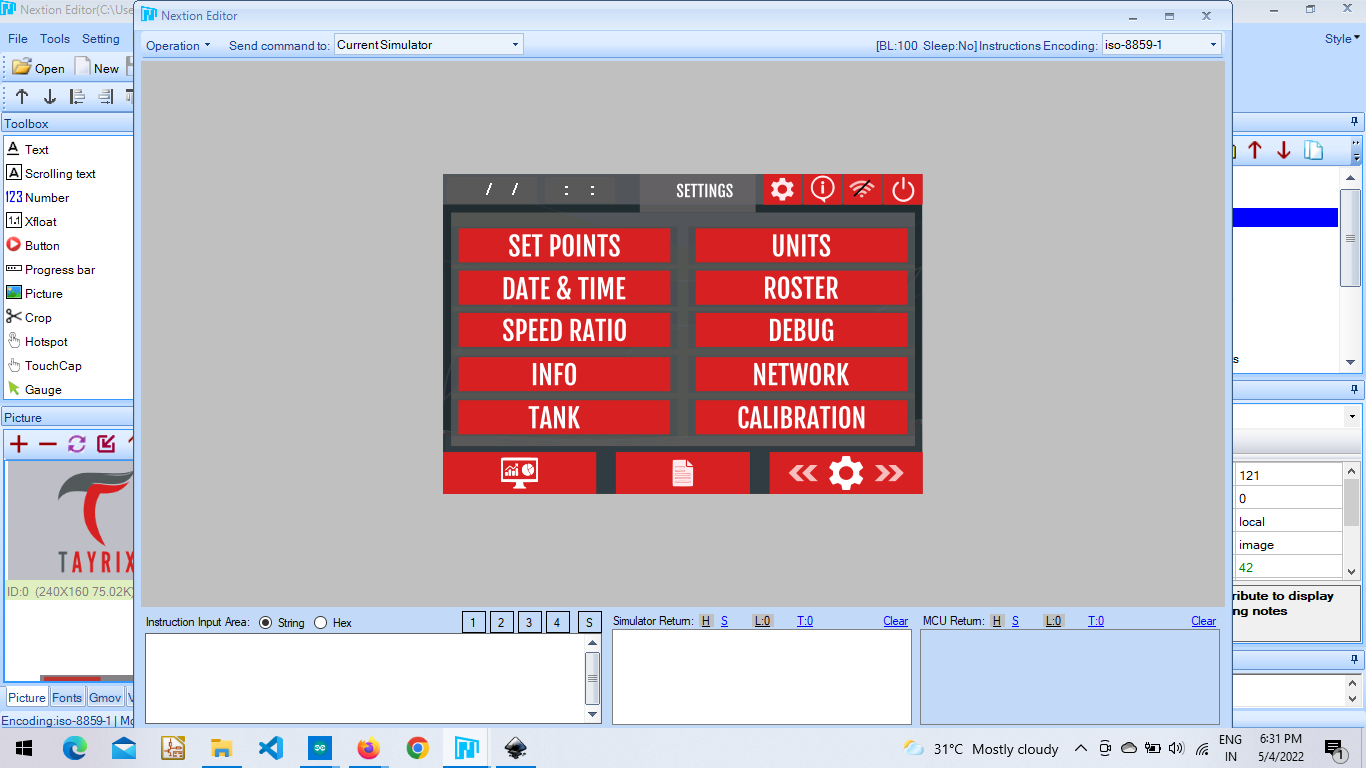 Nextion Editor(C:\Use
Nextion Editor
File Tools Setting
Style
Operation Send command to: Current Simulator
[BL:100 Sleep:No] Instructions Encoding: iso-8859-1
Open New
Toolbox
Text
Scrolling text
123 Number
1.1 Xfloat
Button
Progress bar
Picture
Crop
Hotspot
TouchCap
Gauge
Picture
TAYRIX
ID:0 (240X160 75.02K)
Picture Fonts Gmov V
Encoding:iso-8859-1 | Mo
/ / : : SETTINGS
SET POINTS UNITS
DATE & TIME ROSTER
SPEED RATIO DEBUG
INFO NETWORK
TANK CALIBRATION
s
121
0
local
image
42
ribute to display
ng notes
Instruction Input Area: String Hex 1 2 3 4 S
Simulator Return: H S L:0 T:0 Clear
MCU Return: H S L:0 T:0 Clear
31°C Mostly cloudy
ENG
IN
6:31 PM
5/4/2022
1